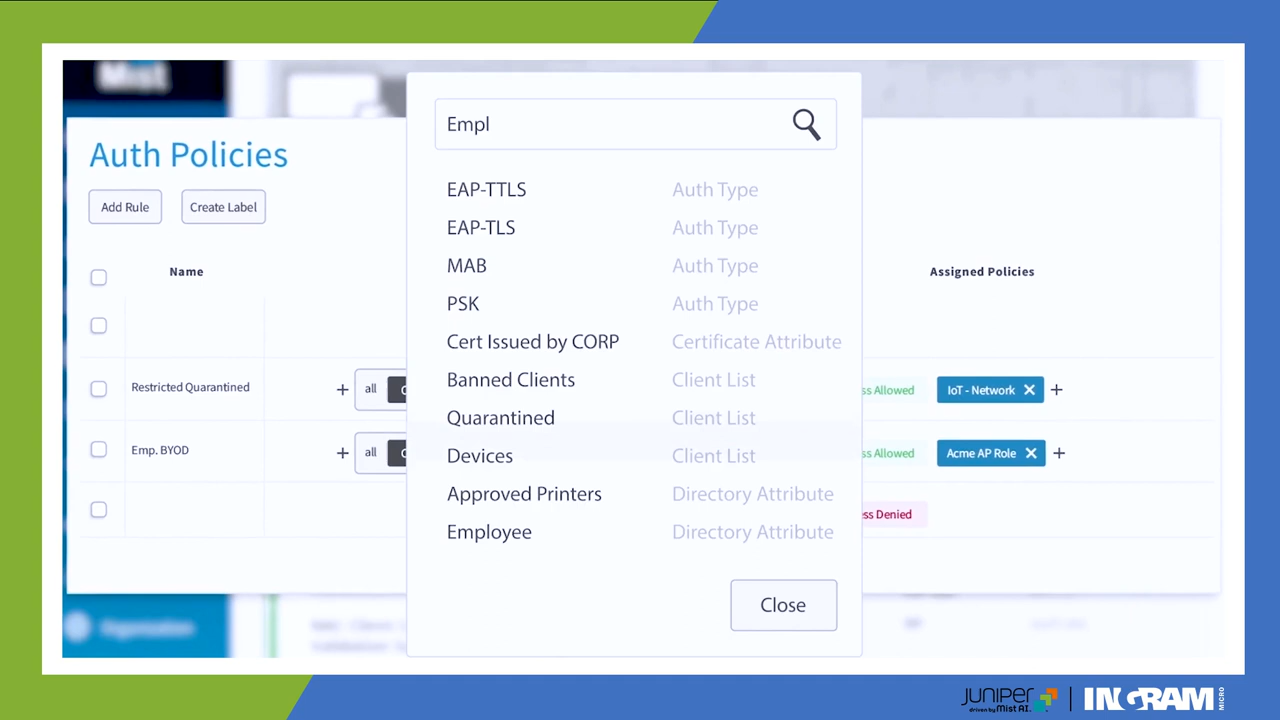 Mist
Auth Policies
Add Rule
Create Label
Name
Assigned Policies
Restricted Quarantined
all
IoT - Network
Emp. BYOD
all
Acme AP Role
Allowed
Allowed
Denied
Empl
EAP-TTLS Auth Type
EAP-TLS Auth Type
MAB Auth Type
PSK Auth Type
Cert Issued by CORP Certificate Attribute
Banned Clients Client List
Quarantined Client List
Devices Client List
Approved Printers Directory Attribute
Employee Directory Attribute
Close
Organization
JUNIPER
driven by Mist AI.
INGRAM
MICRO